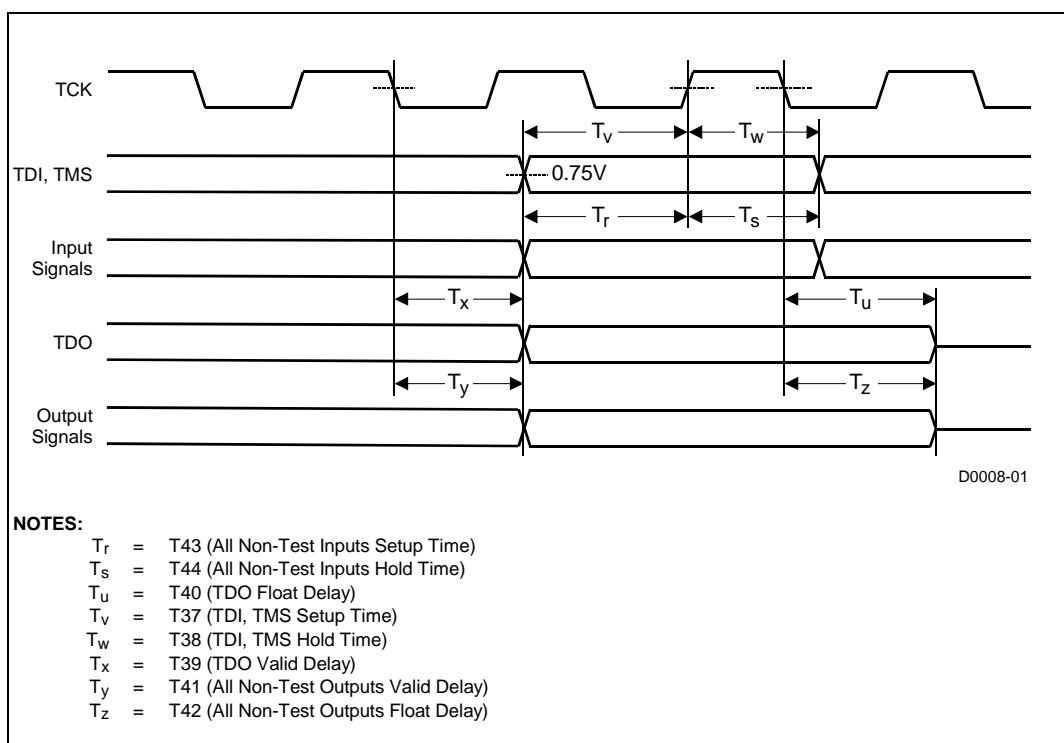 TCK
Tv
Tw
TDI, TMS
0.75V
Tr
Ts
Input
Signals
Tx
Tu
TDO
Ty
Tz
Output
Signals
D0008-01
NOTES:
Tr = T43 (All Non-Test Inputs Setup Time)
Ts = T44 (All Non-Test Inputs Hold Time)
Tu = T40 (TDO Float Delay)
Tv = T37 (TDI, TMS Setup Time)
Tw = T38 (TDI, TMS Hold Time)
Tx = T39 (TDO Valid Delay)
Ty = T41 (All Non-Test Outputs Valid Delay)
Tz = T42 (All Non-Test Outputs Float Delay)